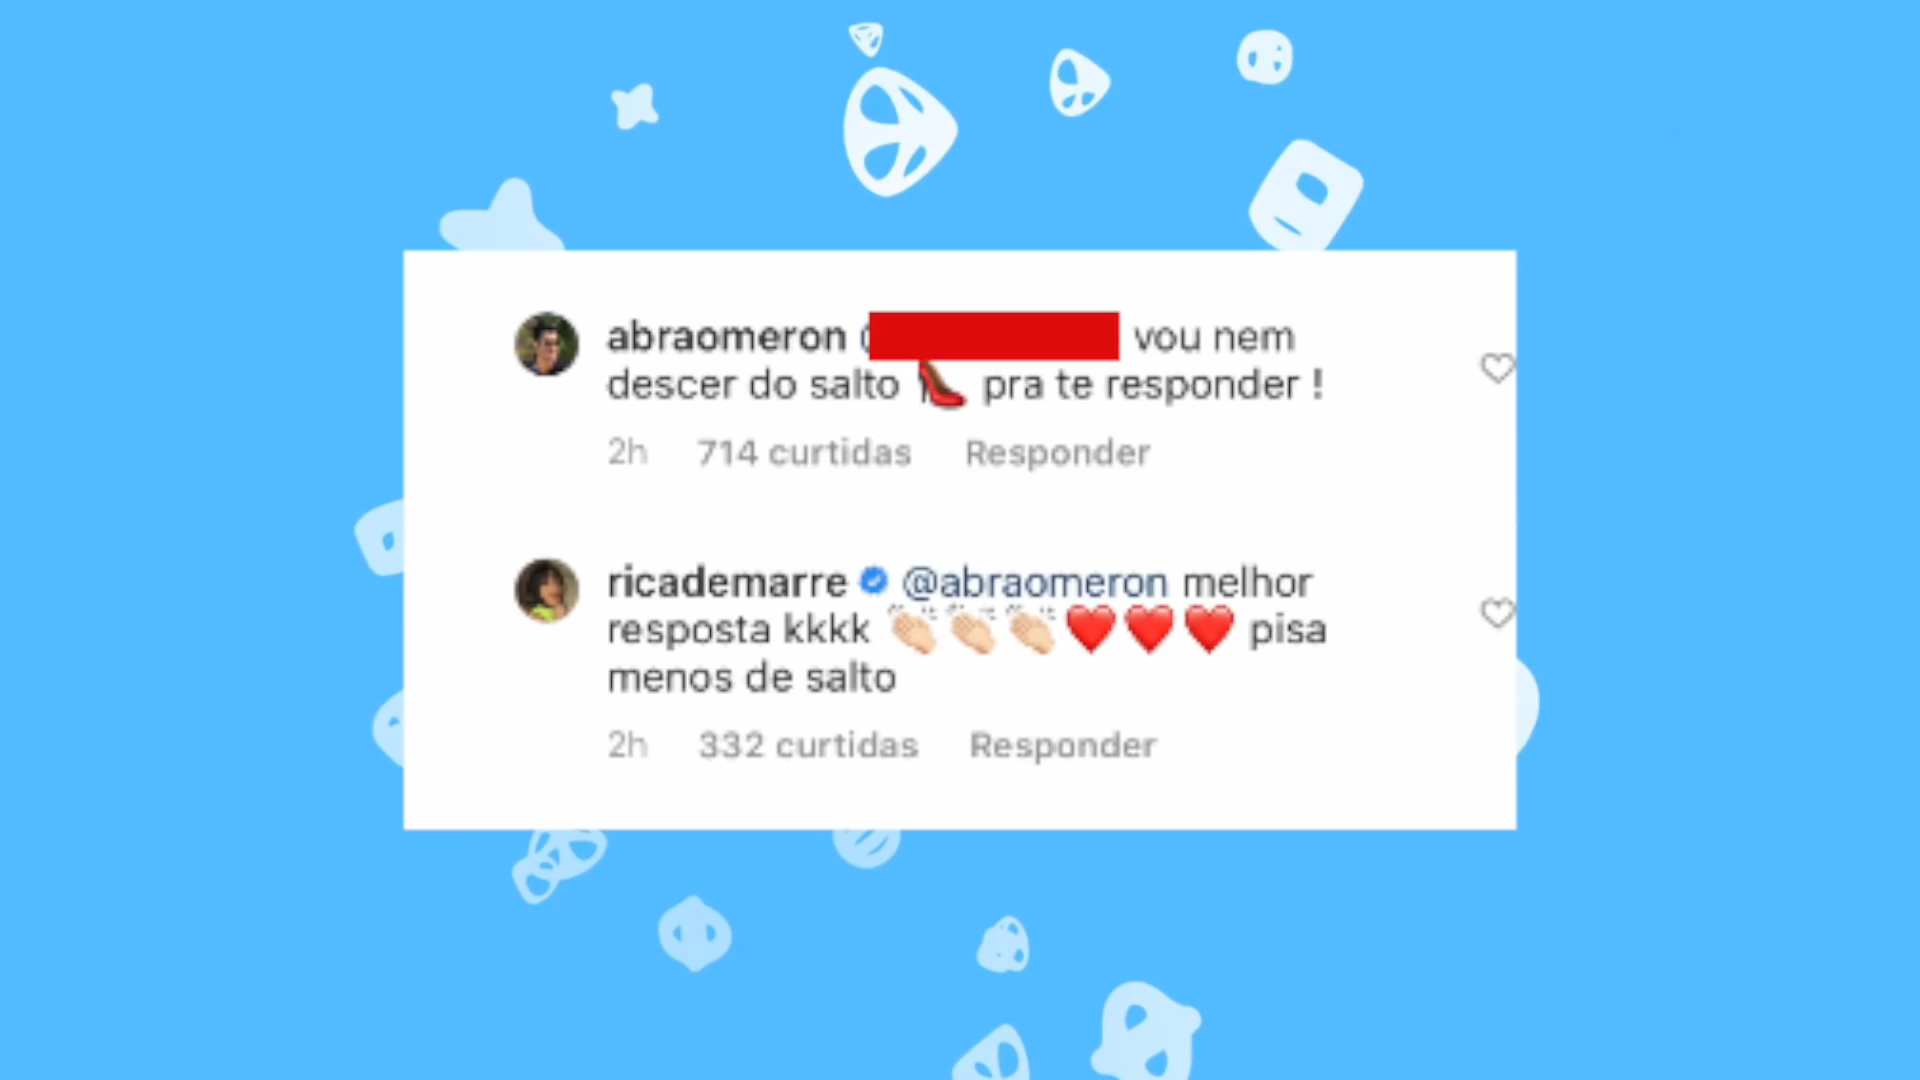 abraomeron vou nem
descer do salto 👠 pra te responder !
2h 714 curtidas Responder
ricademarre @abraomeron melhor
resposta kkkk 👏🏻👏🏻👏🏻❤️❤️❤️ pisa
menos de salto
2h 332 curtidas Responder